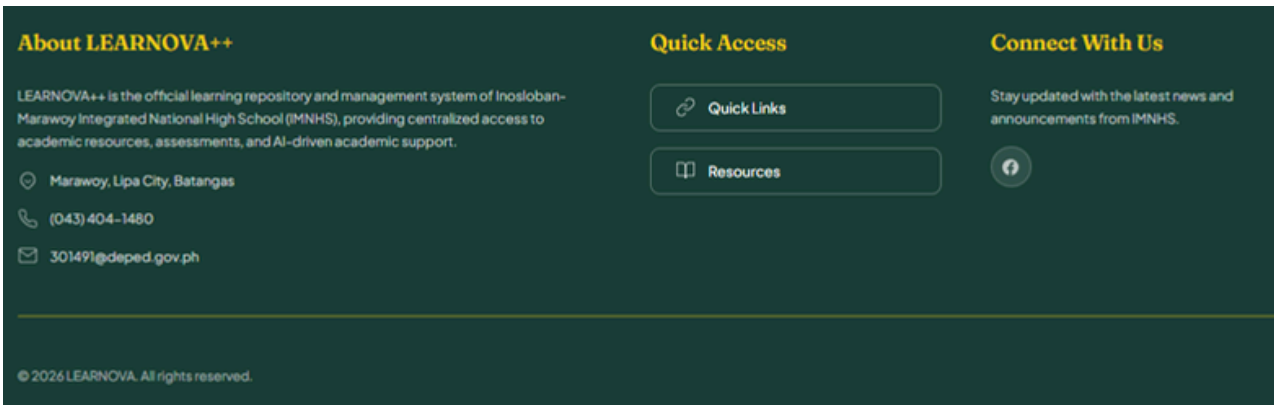 About LEARNOVA++
LEARNOVA++ is the official learning repository and management system of Inosloban-
Marawoy Integrated National High School (IMNHS), providing centralized access to
academic resources, assessments, and AI-driven academic support.
Marawoy, Lipa City, Batangas
(043) 404-1480
301491@deped.gov.ph
Quick Access
Quick Links
Resources
Connect With Us
Stay updated with the latest news and
announcements from IMNHS.
© 2026 LEARNOVA. All rights reserved.